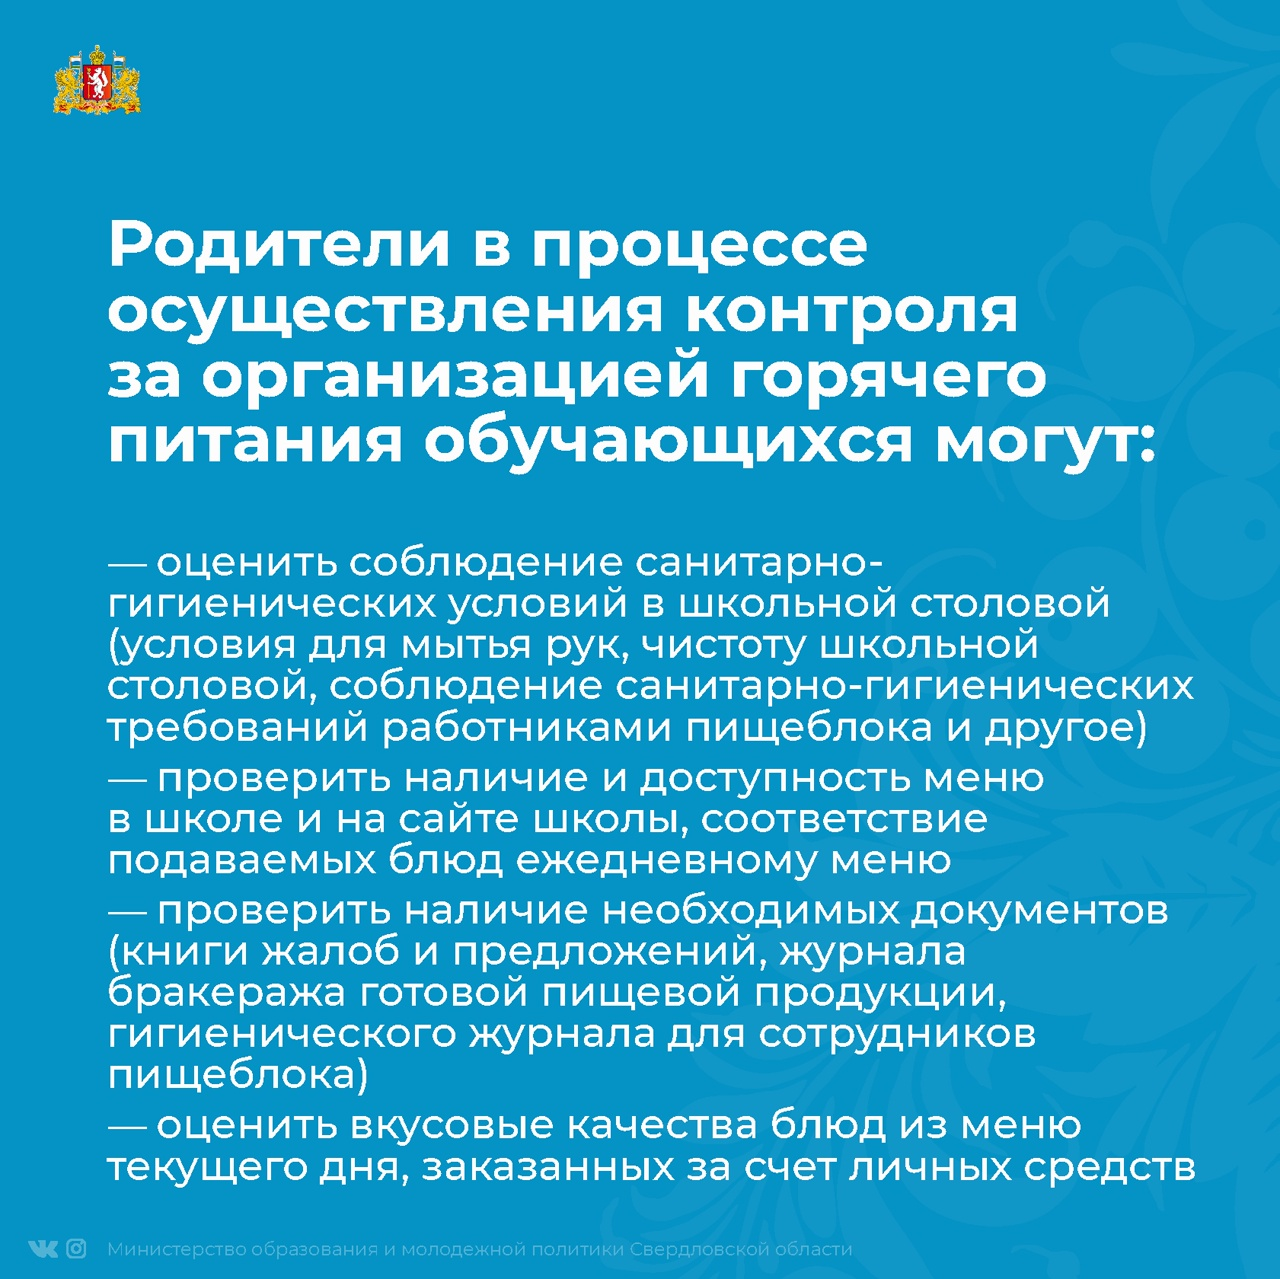 Родители в процессе
осуществления контроля
за организацией горячего
питания обучающихся могут:
— оценить соблюдение санитарно-
гигиенических условий в школьной столовой
(условия для мытья рук, чистоту школьной
столовой, соблюдение санитарно-гигиенических
требований работниками пищеблока и другое)
— проверить наличие и доступность меню
в школе и на сайте школы, соответствие
подаваемых блюд ежедневному меню
— проверить наличие необходимых документов
(книги жалоб и предложений, журнала
бракеража готовой пищевой продукции,
гигиенического журнала для сотрудников
пищеблока)
— оценить вкусовые качества блюд из меню
текущего дня, заказанных за счет личных средств
Министерство образования и молодежной политики Свердловской области